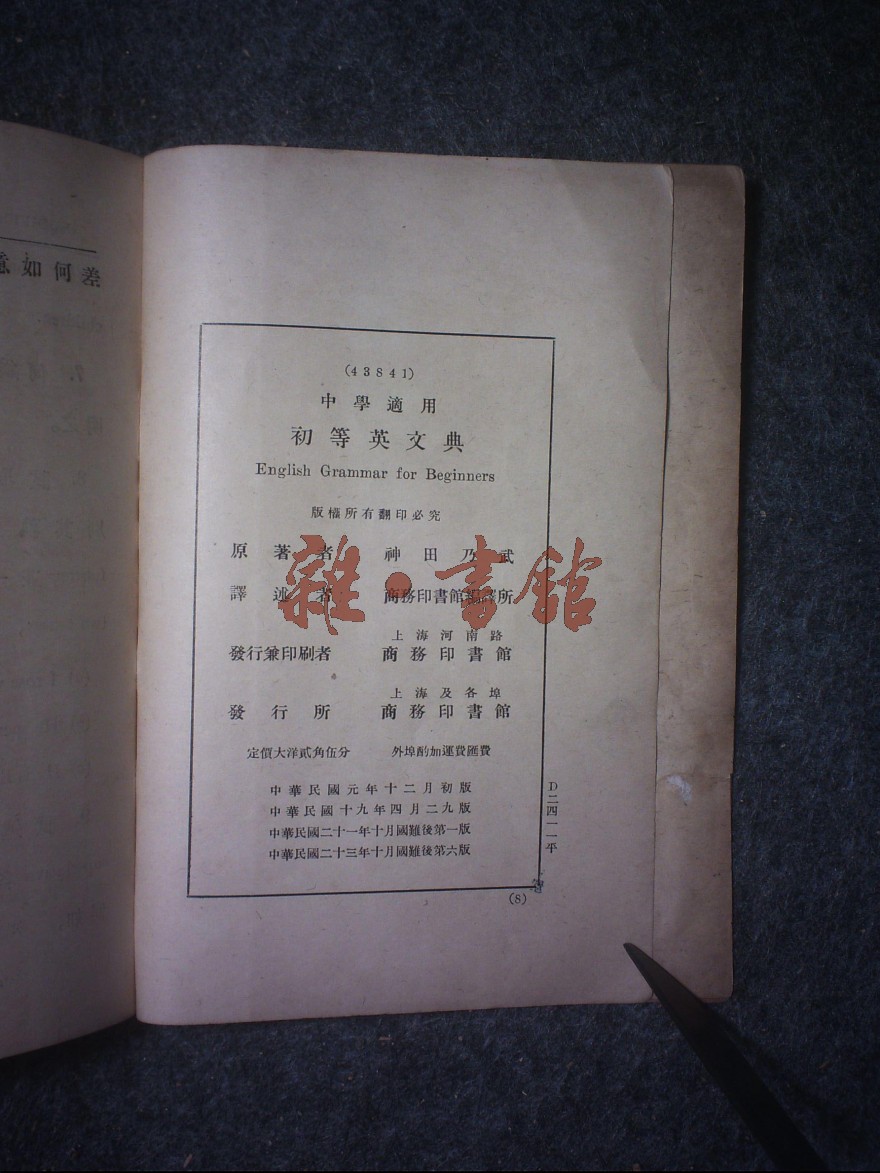 意如何差
7.
(43841)
中學適用
初等英文典
English Grammar for Beginners
版權所有翻印必究
原著者 神田乃武
譯述者 商務印書館編譯所
雜·書館
上海河南路
發行兼印刷者 商務印書館
上海及各埠
發行所 商務印書館
定價大洋貳角伍分 外埠酌加運費匯費
中華民國元年十二月初版
中華民國十九年四月二九版
中華民國二十一年十月國難後第一版
中華民國二十三年十月國難後第六版
D二四一一平
(S)